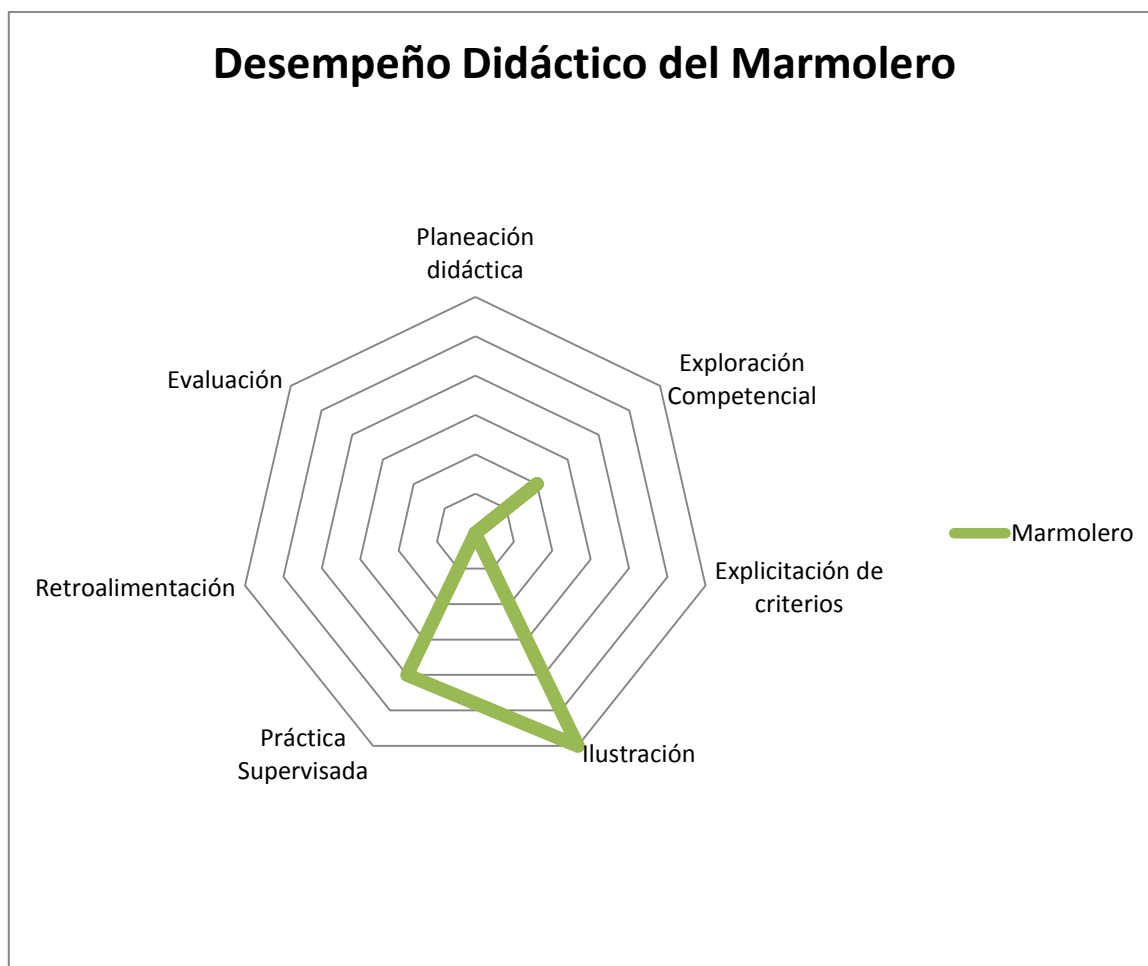 Desempeño Didáctico del Marmolero
Planeación
didáctica
Exploración
Competencial
Explicitación de
criterios
Ilustración
Práctica
Supervisada
Retroalimentación
Evaluación
Marmolero